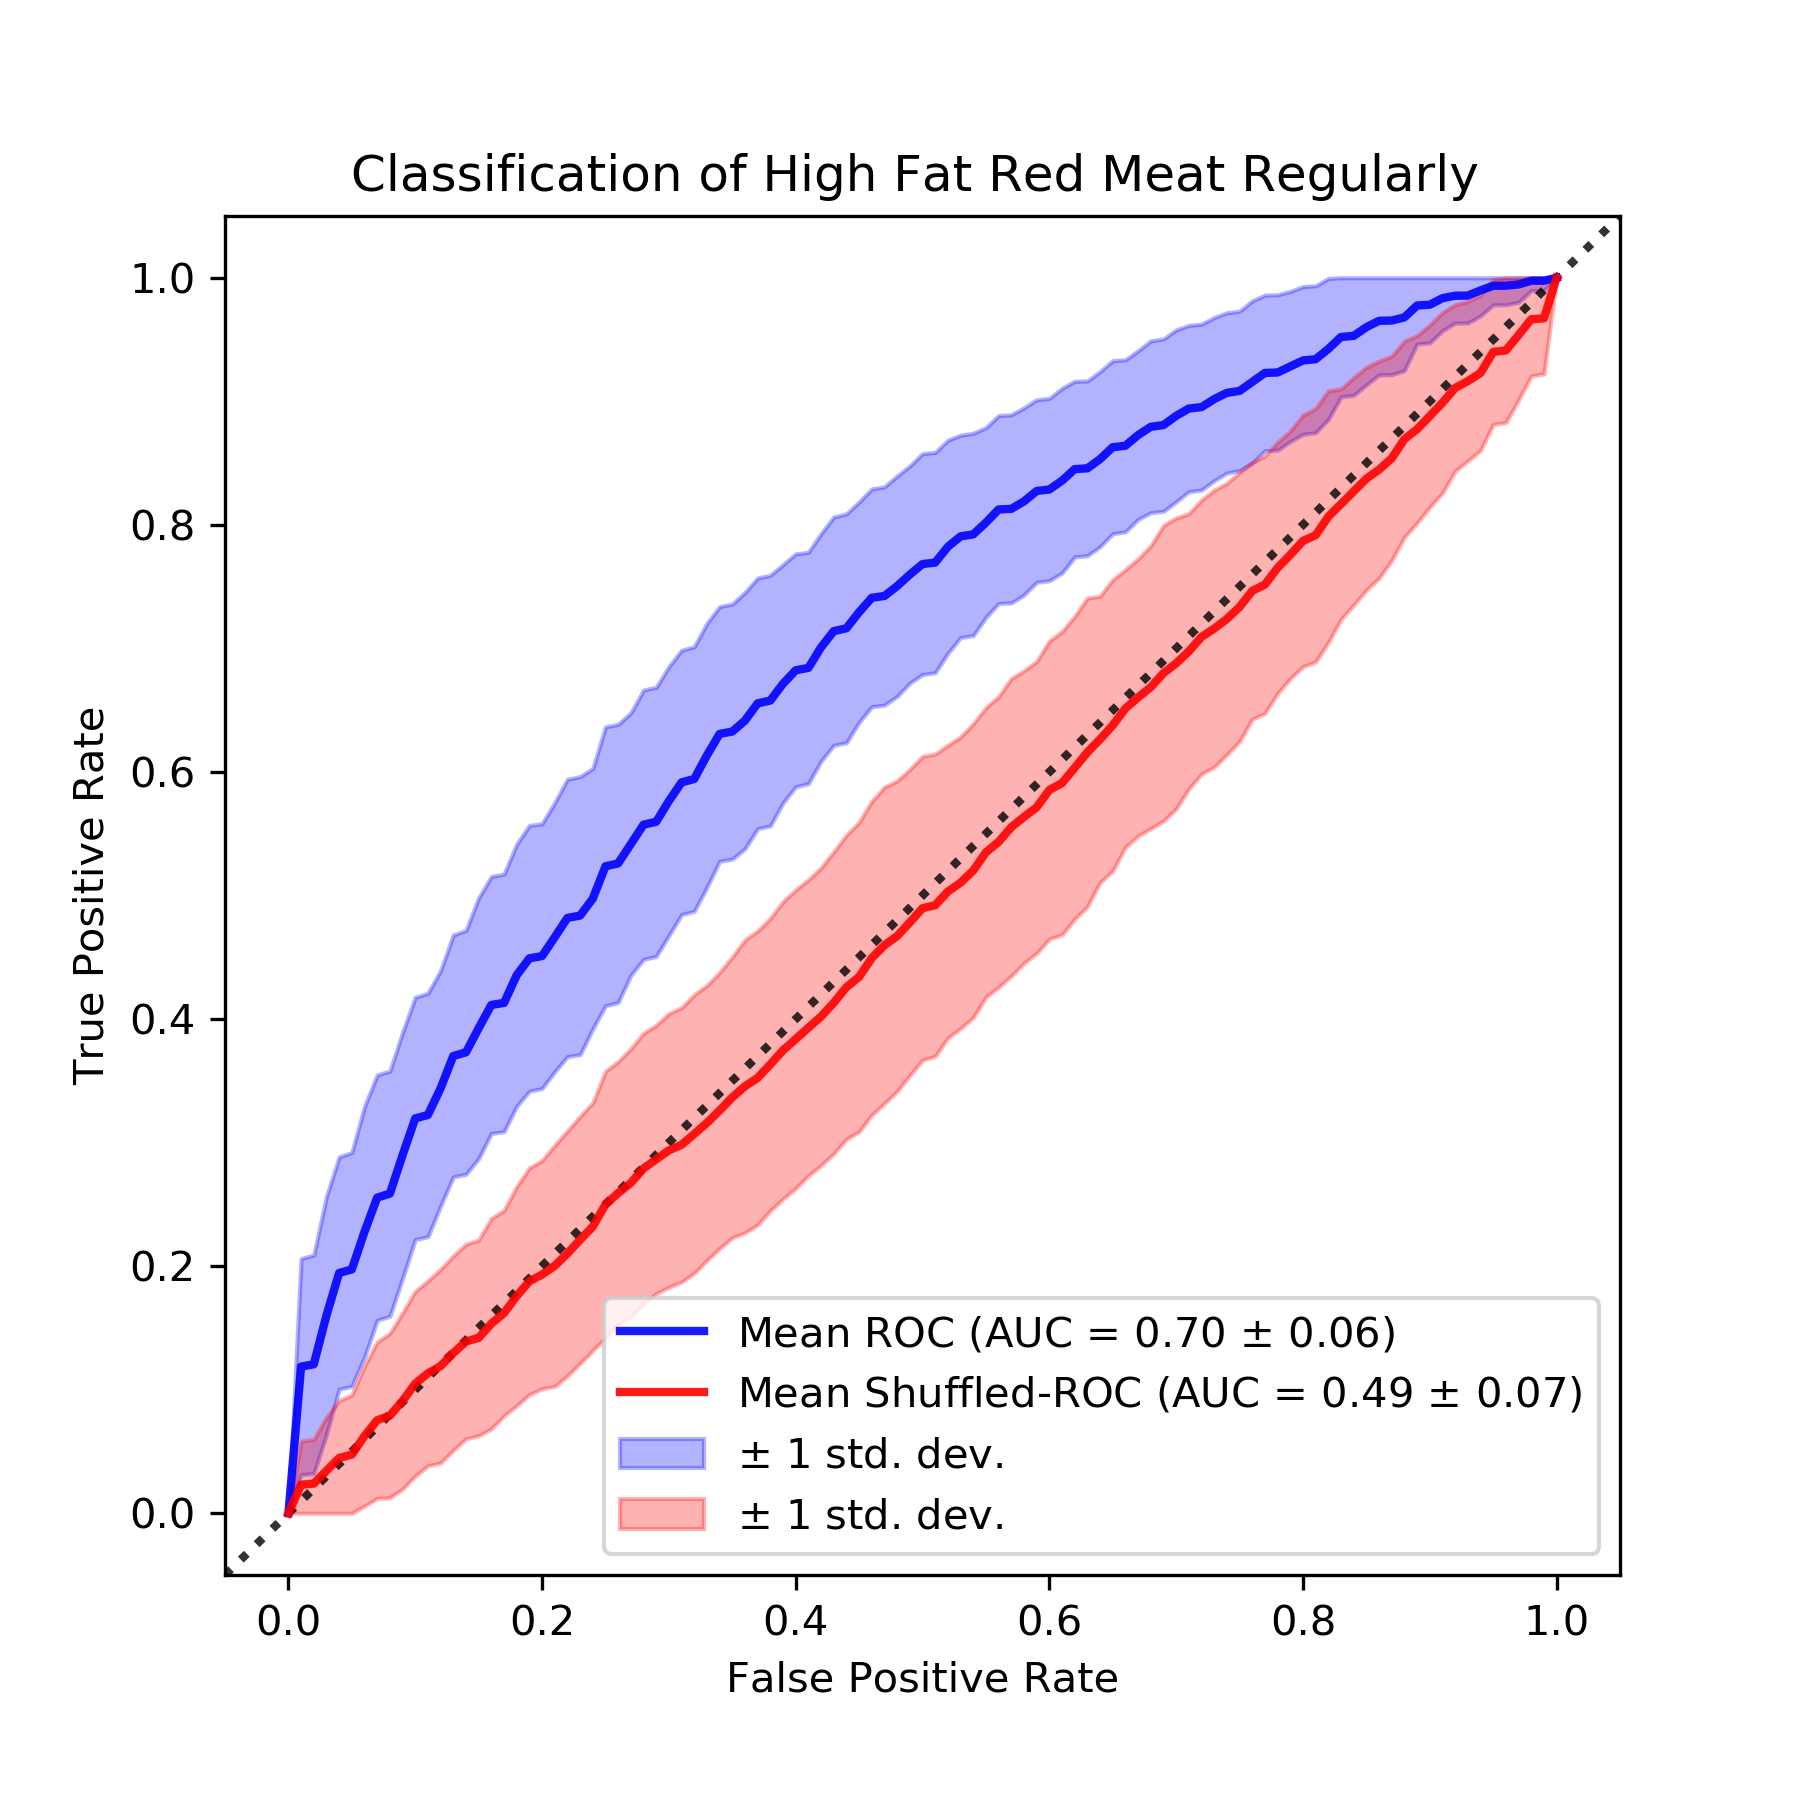 Classification of High Fat Red Meat Regularly
1.0
0.8
0.6
0.4
0.2
0.0
True Positive Rate
Mean ROC (AUC = 0.70 ± 0.06)
Mean Shuffled-ROC (AUC = 0.49 ± 0.07)
± 1 std. dev.
± 1 std. dev.
0.0 0.2 0.4 0.6 0.8 1.0
False Positive Rate